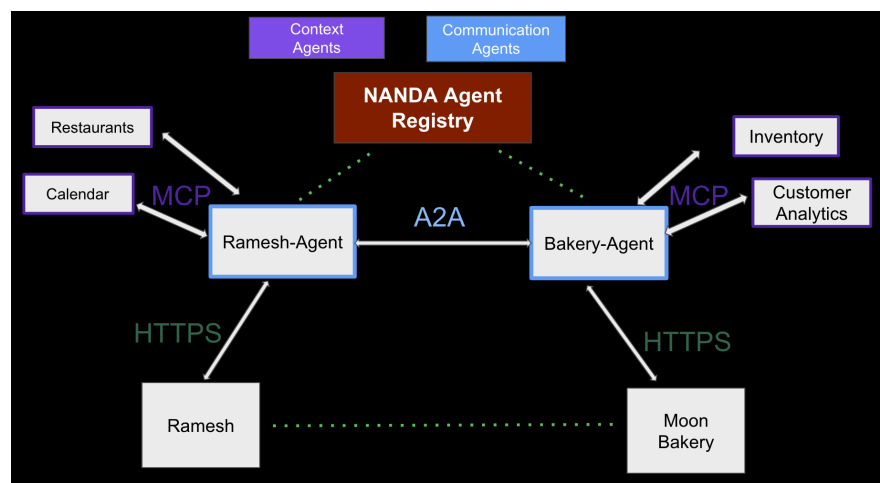 Context
Agents
Communication
Agents
NANDA Agent
Registry
Restaurants
Calendar
MCP
Inventory
Customer
Analytics
MCP
Ramesh-Agent
A2A
Bakery-Agent
HTTPS
HTTPS
Ramesh
Moon
Bakery